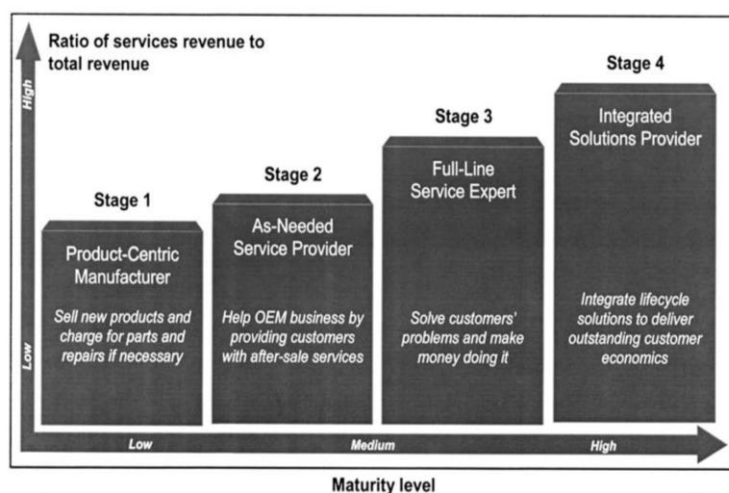 Ratio of services revenue to
total revenue
High
Low
Stage 1
Product-Centric
Manufacturer
Sell new products and
charge for parts and
repairs if necessary
Stage 2
As-Needed
Service Provider
Help OEM business by
providing customers
with after-sale services
Stage 3
Full-Line
Service Expert
Solve customers'
problems and make
money doing it
Stage 4
Integrated
Solutions Provider
Integrate lifecycle
solutions to deliver
outstanding customer
economics
Low
Medium
High
Maturity level